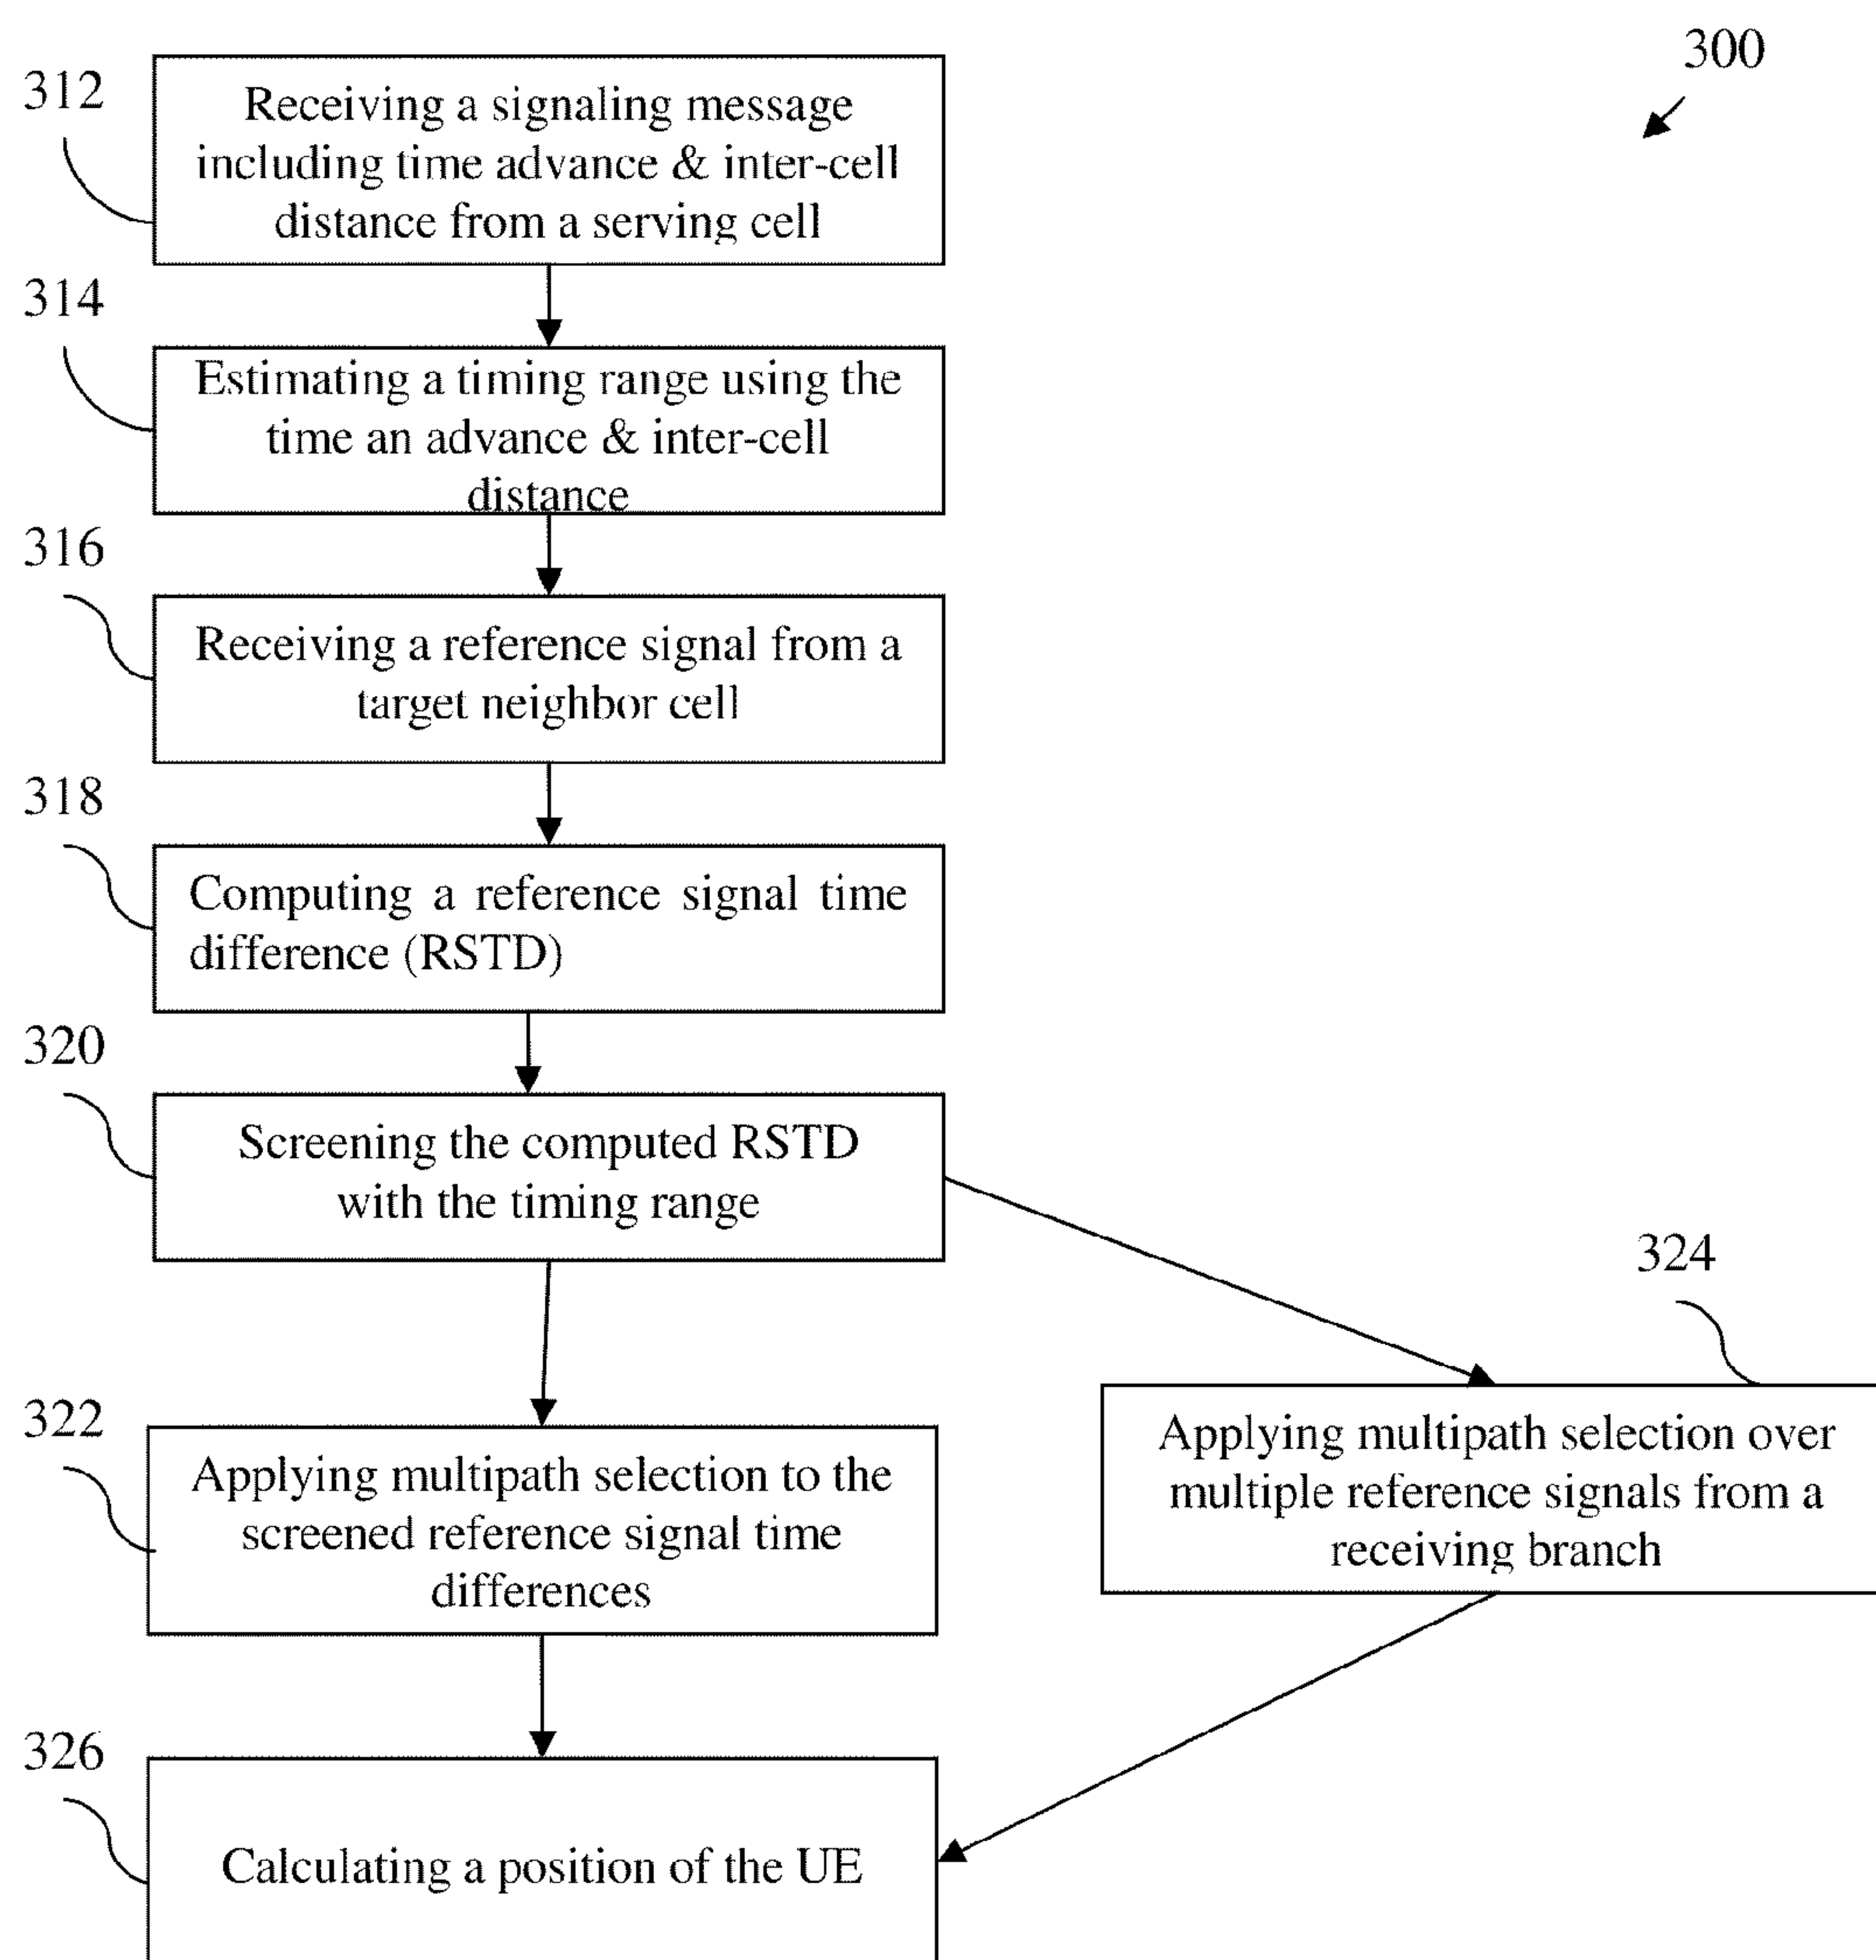 300
312
Receiving a signaling message
including time advance & inter-cell
distance from a serving cell
314
Estimating a timing range using the
time an advance & inter-cell
distance
316
Receiving a reference signal from a
target neighbor cell
318
Computing a reference signal time
difference (RSTD)
320
Screening the computed RSTD
with the timing range
324
Applying multipath selection over
multiple reference signals from a
receiving branch
322
Applying multipath selection to the
screened reference signal time
differences
326
Calculating a position of the UE